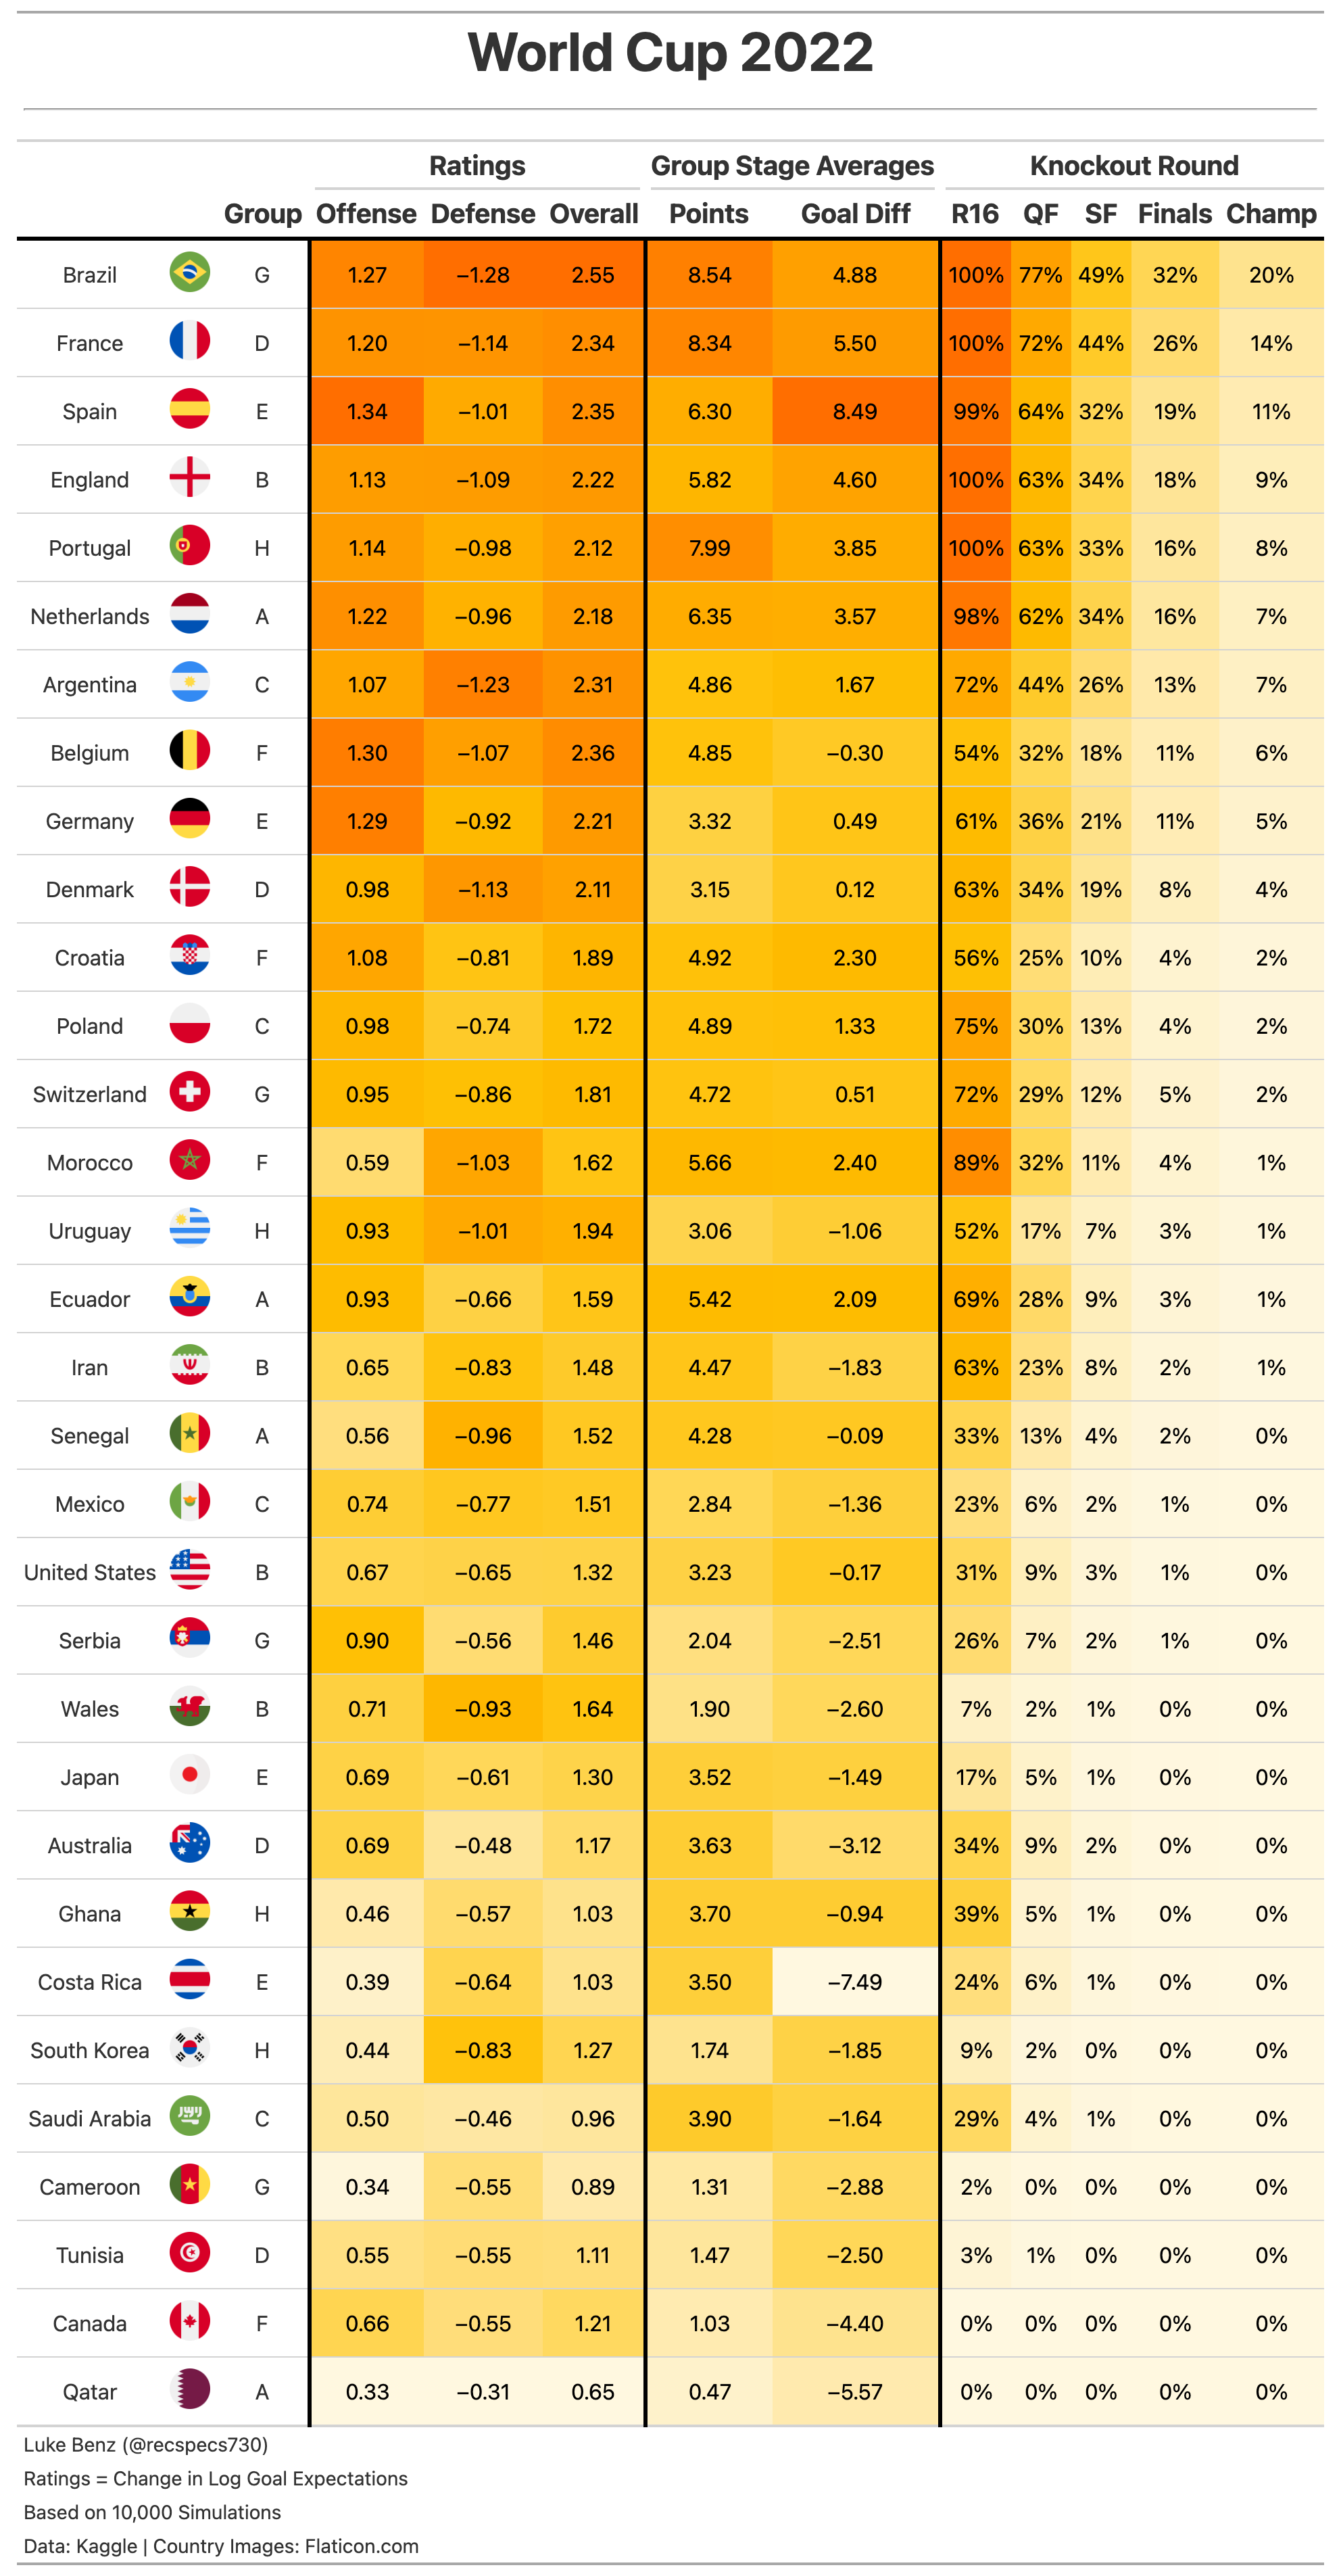 World Cup 2022
Ratings Group Stage Averages Knockout Round
Group Offense Defense Overall Points Goal Diff R16 QF SF Finals Champ
Brazil G 1.27 −1.28 2.55 8.54 4.88 100% 77% 49% 32% 20%
France D 1.20 −1.14 2.34 8.34 5.50 100% 72% 44% 26% 14%
Spain E 1.34 −1.01 2.35 6.30 8.49 99% 64% 32% 19% 11%
England B 1.13 −1.09 2.22 5.82 4.60 100% 63% 34% 18% 9%
Portugal H 1.14 −0.98 2.12 7.99 3.85 100% 63% 33% 16% 8%
Netherlands A 1.22 −0.96 2.18 6.35 3.57 98% 62% 34% 16% 7%
Argentina C 1.07 −1.23 2.31 4.86 1.67 72% 44% 26% 13% 7%
Belgium F 1.30 −1.07 2.36 4.85 −0.30 54% 32% 18% 11% 6%
Germany E 1.29 −0.92 2.21 3.32 0.49 61% 36% 21% 11% 5%
Denmark D 0.98 −1.13 2.11 3.15 0.12 63% 34% 19% 8% 4%
Croatia F 1.08 −0.81 1.89 4.92 2.30 56% 25% 10% 4% 2%
Poland C 0.98 −0.74 1.72 4.89 1.33 75% 30% 13% 4% 2%
Switzerland G 0.95 −0.86 1.81 4.72 0.51 72% 29% 12% 5% 2%
Morocco F 0.59 −1.03 1.62 5.66 2.40 89% 32% 11% 4% 1%
Uruguay H 0.93 −1.01 1.94 3.06 −1.06 52% 17% 7% 3% 1%
Ecuador A 0.93 −0.66 1.59 5.42 2.09 69% 28% 9% 3% 1%
Iran B 0.65 −0.83 1.48 4.47 −1.83 63% 23% 8% 2% 1%
Senegal A 0.56 −0.96 1.52 4.28 −0.09 33% 13% 4% 2% 0%
Mexico C 0.74 −0.77 1.51 2.84 −1.36 23% 6% 2% 1% 0%
United States B 0.67 −0.65 1.32 3.23 −0.17 31% 9% 3% 1% 0%
Serbia G 0.90 −0.56 1.46 2.04 −2.51 26% 7% 2% 1% 0%
Wales B 0.71 −0.93 1.64 1.90 −2.60 7% 2% 1% 0% 0%
Japan E 0.69 −0.61 1.30 3.52 −1.49 17% 5% 1% 0% 0%
Australia D 0.69 −0.48 1.17 3.63 −3.12 34% 9% 2% 0% 0%
Ghana H 0.46 −0.57 1.03 3.70 −0.94 39% 5% 1% 0% 0%
Costa Rica E 0.39 −0.64 1.03 3.50 −7.49 24% 6% 1% 0% 0%
South Korea H 0.44 −0.83 1.27 1.74 −1.85 9% 2% 0% 0% 0%
Saudi Arabia C 0.50 −0.46 0.96 3.90 −1.64 29% 4% 1% 0% 0%
Cameroon G 0.34 −0.55 0.89 1.31 −2.88 2% 0% 0% 0% 0%
Tunisia D 0.55 −0.55 1.11 1.47 −2.50 3% 1% 0% 0% 0%
Canada F 0.66 −0.55 1.21 1.03 −4.40 0% 0% 0% 0% 0%
Qatar A 0.33 −0.31 0.65 0.47 −5.57 0% 0% 0% 0% 0%
Luke Benz (@recspecs730)
Ratings = Change in Log Goal Expectations
Based on 10,000 Simulations
Data: Kaggle | Country Images: Flaticon.com